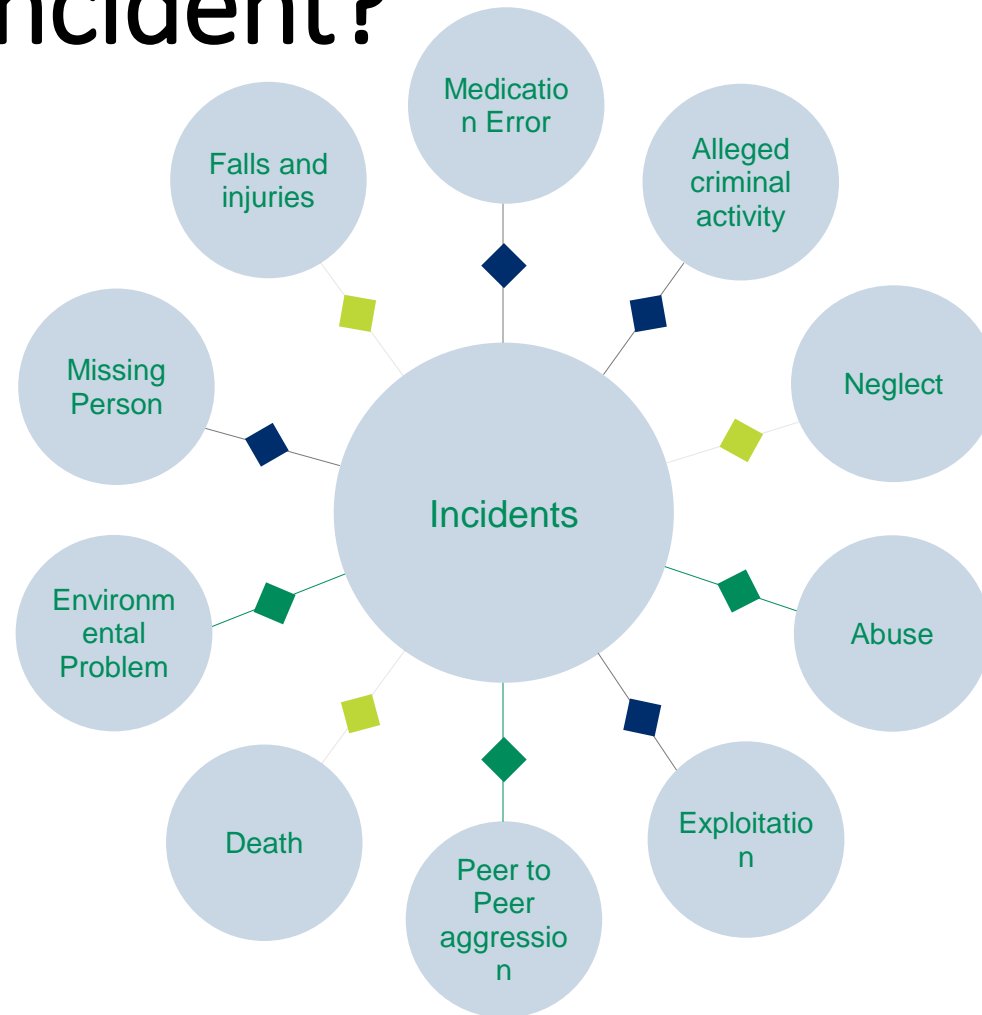 ncident?
Medicatio
n Error
Alleged
criminal
activity
Falls and
injuries
Missing
Person
Neglect
Incidents
Environm
ental
Problem
Abuse
Death
Exploitatio
n
Peer to
Peer
aggressio
n